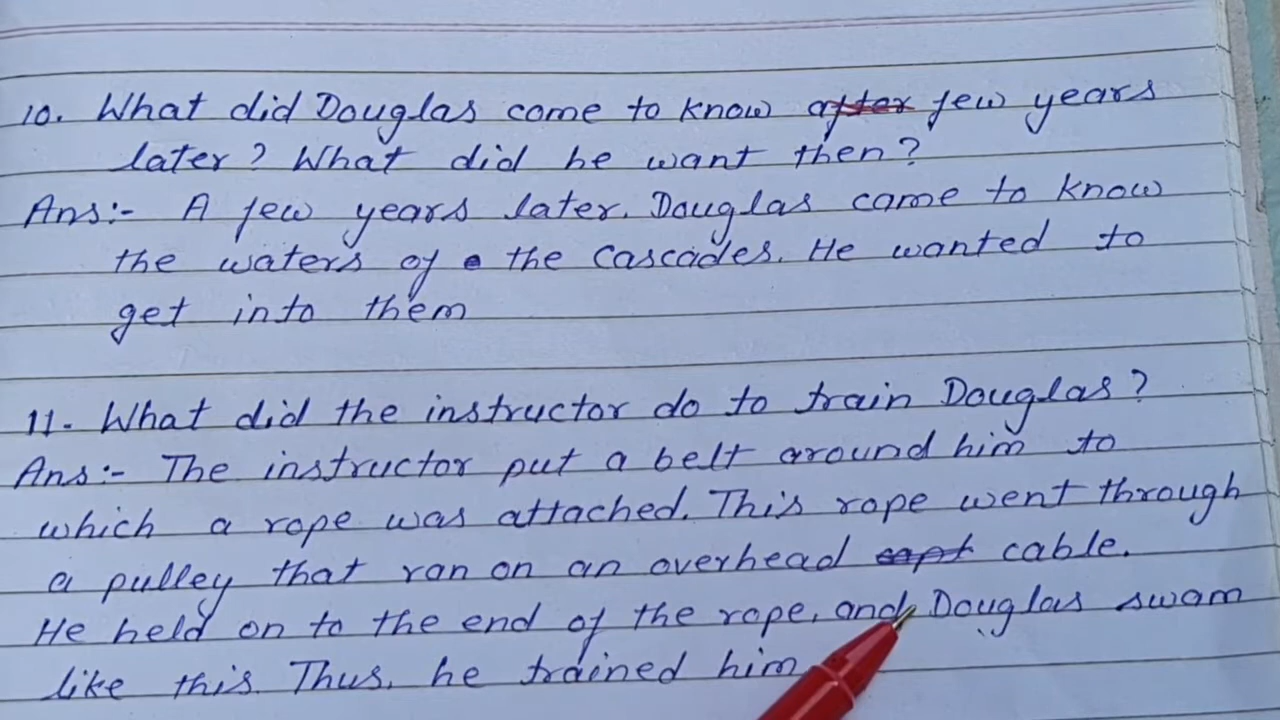 10. What did Douglas come to know after few years
later? What did he want then?
Ans:- A few years later, Douglas came to know
the waters of the Cascades. He wanted to
get into them
11. What did the instructor do to train Douglas?
Ans:- The instructor put a belt around him to
which a rope was attached. This rope went through
a pulley that ran on an overhead cable.
He held on to the end of the rope, and Douglas swam
like this. Thus, he trained him